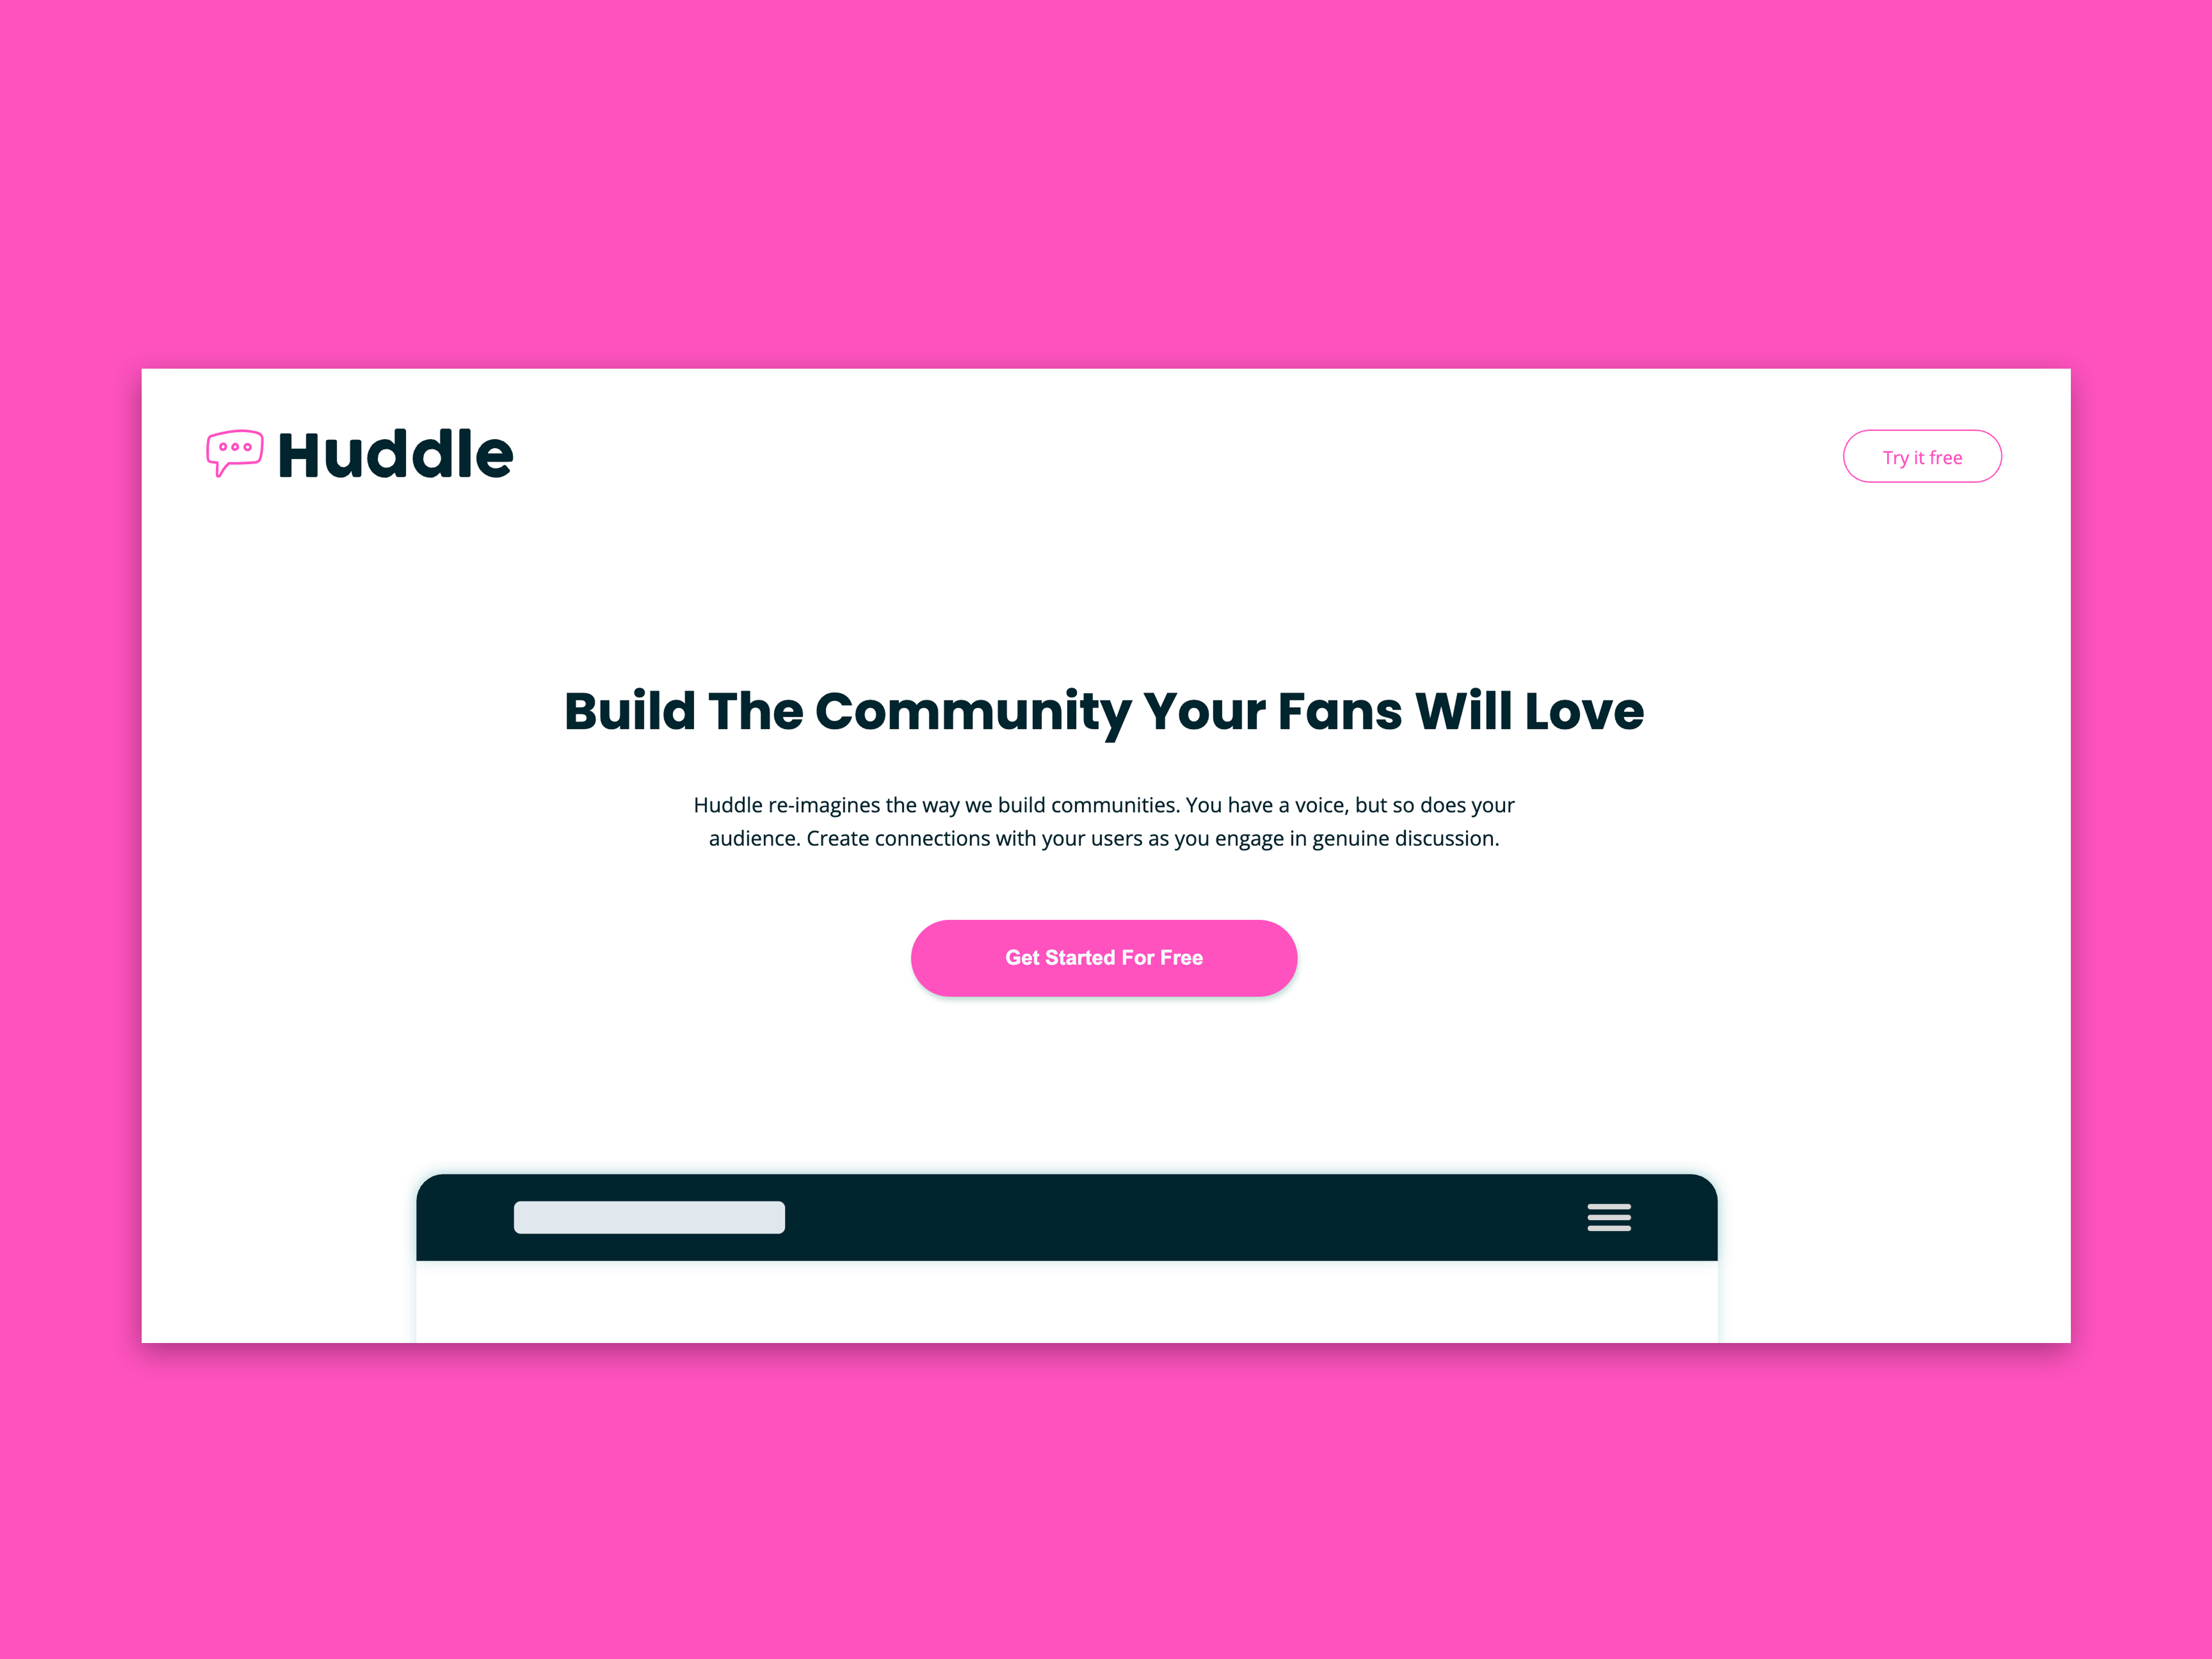 Huddle
Try it free
Build The Community Your Fans Will Love
Huddle re-imagines the way we build communities. You have a voice, but so does your
audience. Create connections with your users as you engage in genuine discussion.
Get Started For Free